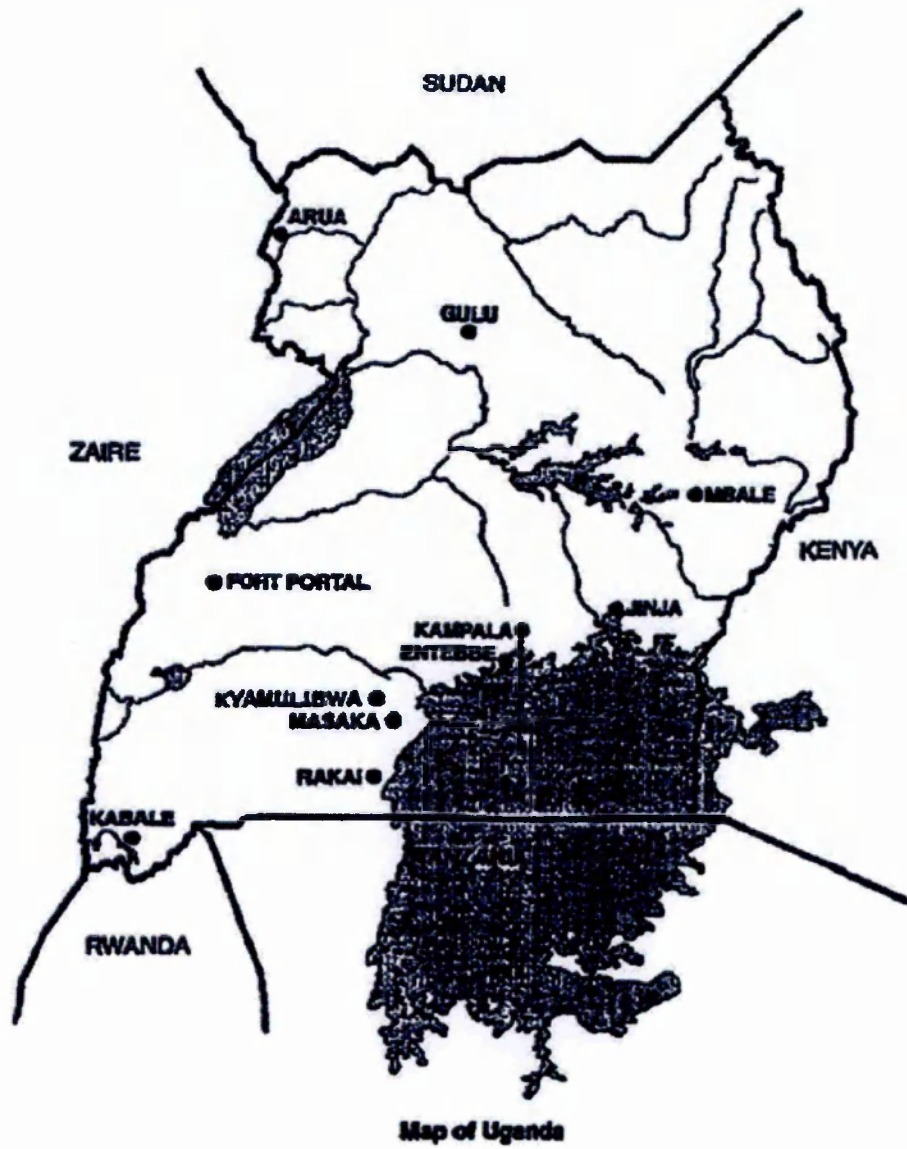 SUDAN
ARUA
GULU
ZAIRE
MBALE
KENYA
FORT PORTAL
JINJA
KAMPALA
ENTEBBE
KYAMULIBWA
MASAKA
RAKAI
KABALE
RWANDA
Map of Uganda